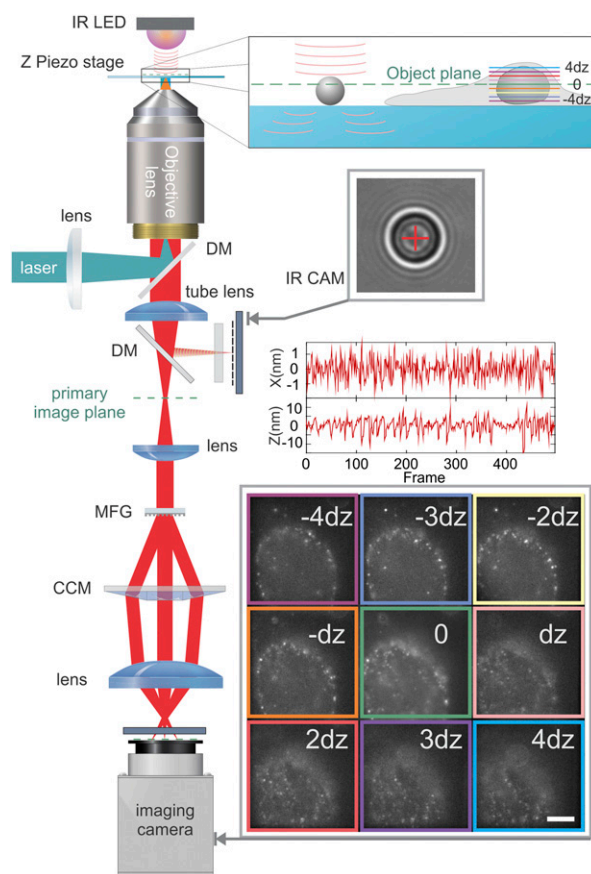 IR LED
Z Piezo stage
Object plane
4dz
0
-4dz
Objective
lens
lens
DM
laser
tube lens
IR CAM
DM
primary
image plane
X(nm)
1
0
-1
Z(nm)
10
0
-10
0 100 200 300 400
Frame
lens
MFG
CCM
lens
imaging
camera
-4dz -3dz -2dz
-dz 0 dz
2dz 3dz 4dz